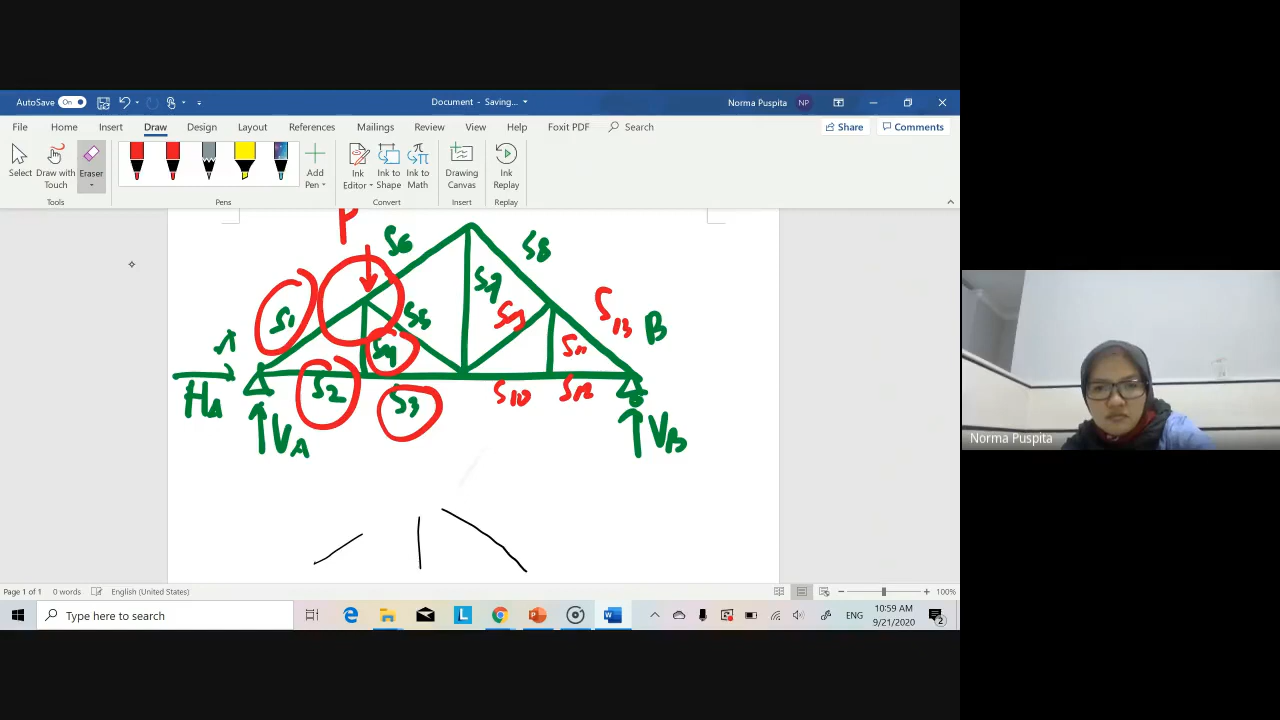 AutoSave On
Document - Saving...
Norma Puspita NP
File Home Insert Draw Design Layout References Mailings Review View Help Foxit PDF Search
Share Comments
Select
Draw with Touch
Eraser
Add Pen
Ink Editor
Ink to Shape
Ink to Math
Drawing Canvas
Ink Replay
Tools Pens Convert Insert Replay
P
S6
S8
S9
S1
S5
S7
S13
B
A
S4
S11
HA
S2
S3
S10
S12
VA
VB
Norma Puspita
Page 1 of 1 0 words English (United States)
100%
Type here to search
L
ENG
10:59 AM
9/21/2020
2